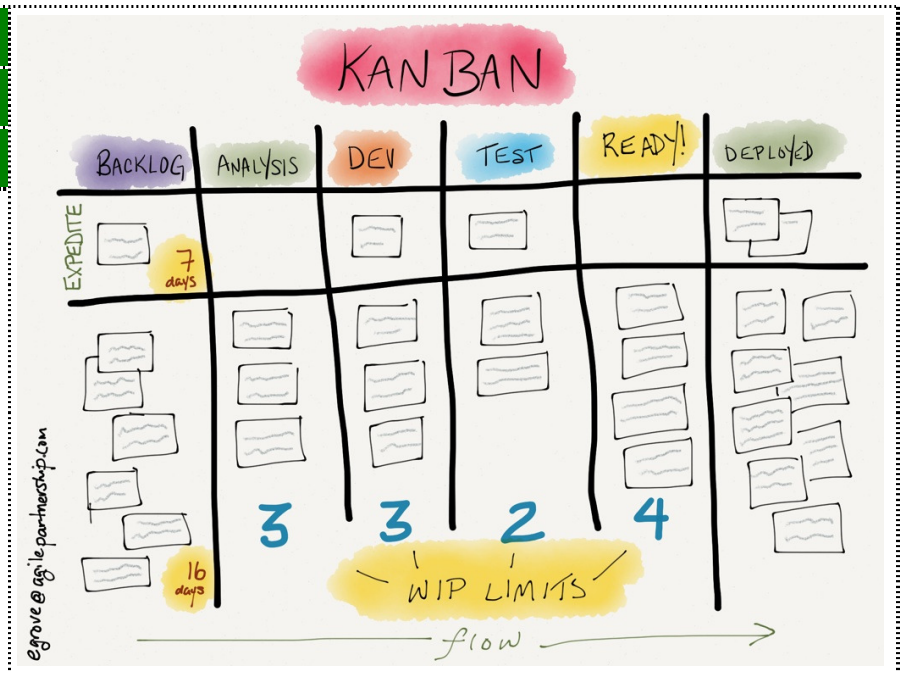 KANBAN
BACKLOG
ANALYSIS
DEV
TEST
READY!
DEPLOYED
EXPEDITE
7
days
16
days
3
3
2
4
WIP LIMITS
flow
egrove@agilepartnership.com